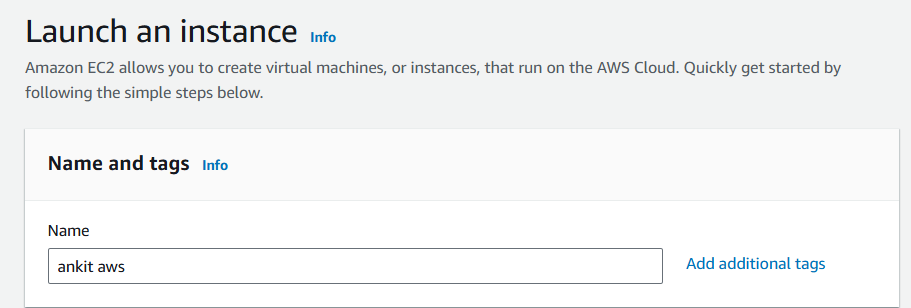 Launch an instance Info
Amazon EC2 allows you to create virtual machines, or instances, that run on the AWS Cloud. Quickly get started by
following the simple steps below.
Name and tags Info
Name
ankit aws
Add additional tags